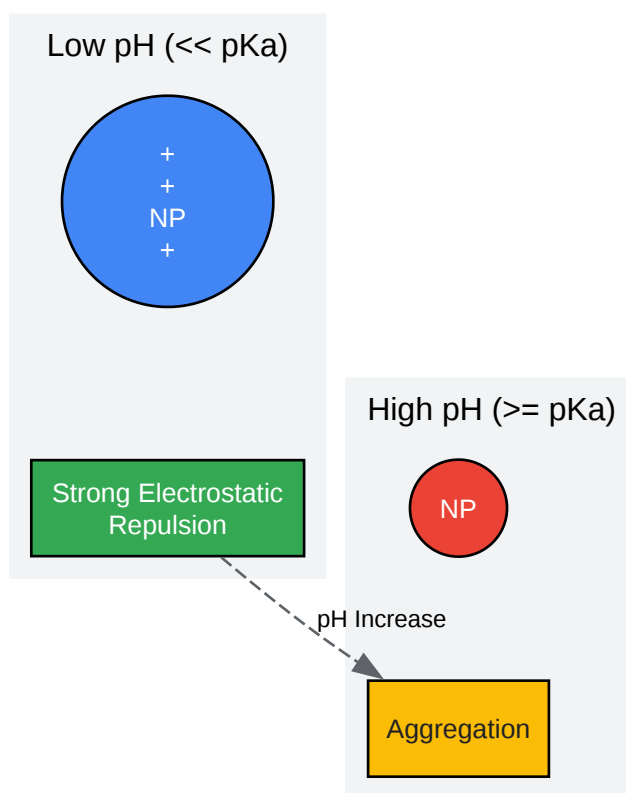 Low pH (<< pKa)
+
+
NP
+
Strong Electrostatic
Repulsion
High pH (>= pKa)
NP
pH Increase
Aggregation